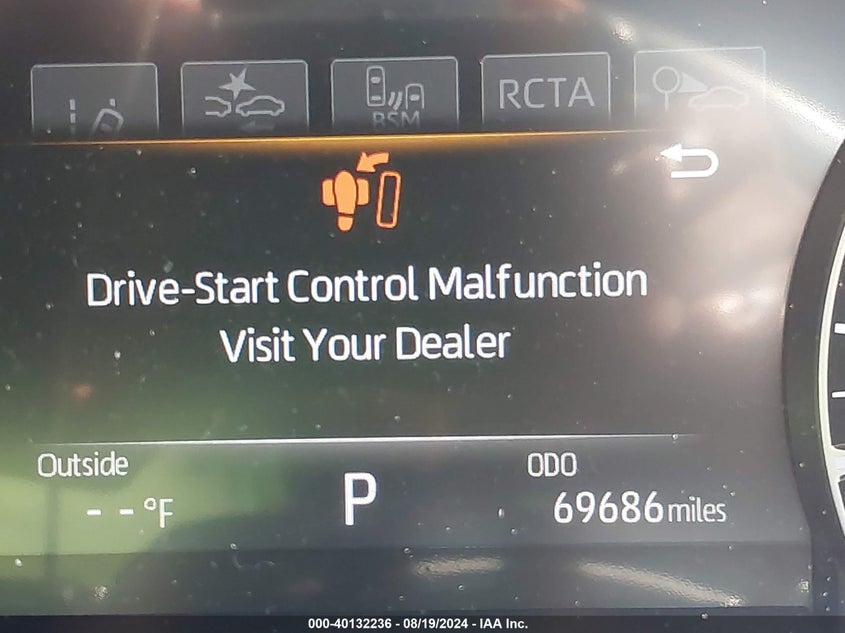 BSM
RCTA
Drive-Start Control Malfunction
Visit Your Dealer
Outside
- - °F
P
ODO
69686 miles
000-40132236 - 08/19/2024 - IAA Inc.